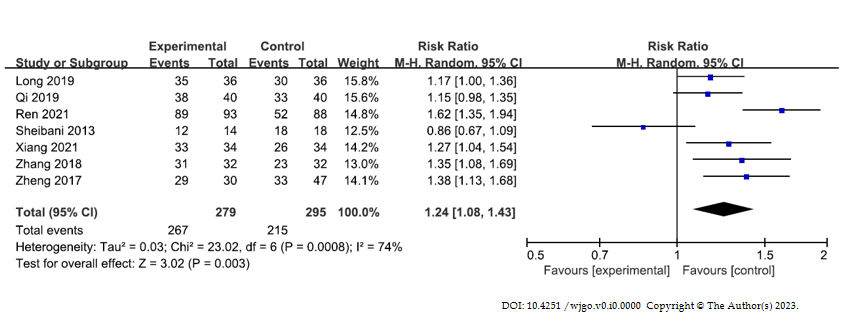 Experimental Control Risk Ratio Risk Ratio
Study or Subgroup Events Total Events Total Weight M-H. Random. 95% CI M-H. Random. 95% CI
Long 2019 35 36 30 36 15.8% 1.17 [1.00, 1.36]
Qi 2019 38 40 33 40 15.6% 1.15 [0.98, 1.35]
Ren 2021 89 93 52 88 14.8% 1.62 [1.35, 1.94]
Sheibani 2013 12 14 18 18 12.5% 0.86 [0.67, 1.09]
Xiang 2021 33 34 26 34 14.2% 1.27 [1.04, 1.54]
Zhang 2018 31 32 23 32 13.0% 1.35 [1.08, 1.69]
Zheng 2017 29 30 33 47 14.1% 1.38 [1.13, 1.68]
Total (95% CI) 279 295 100.0% 1.24 [1.08, 1.43]
Total events 267 215
Heterogeneity: Tau² = 0.03; Chi² = 23.02, df = 6 (P = 0.0008); I² = 74%
Test for overall effect: Z = 3.02 (P = 0.003)
0.5 0.7 1 1.5 2
Favours [experimental] Favours [control]
DOI: 10.4251 /wjgo.v0.i0.0000 Copyright © The Author(s) 2023.